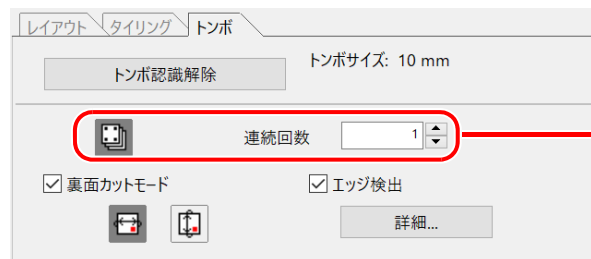 レイアウト タイリング トンボ
トンボ認識解除 トンボサイズ: 10 mm
連続回数 1
裏面カットモード エッジ検出
詳細...